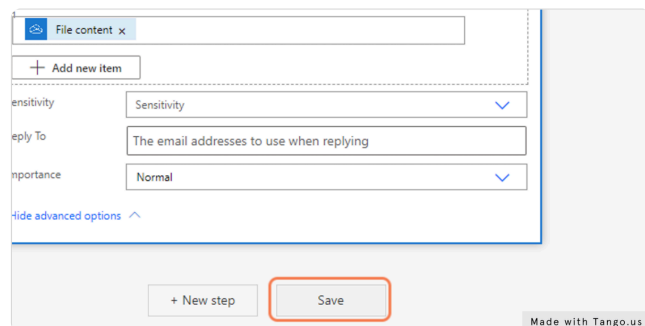 File content ×
+ Add new item
ensitivity
Sensitivity
eply To
The email addresses to use when replying
mportance
Normal
Hide advanced options
+ New step
Save
Made with Tango.us